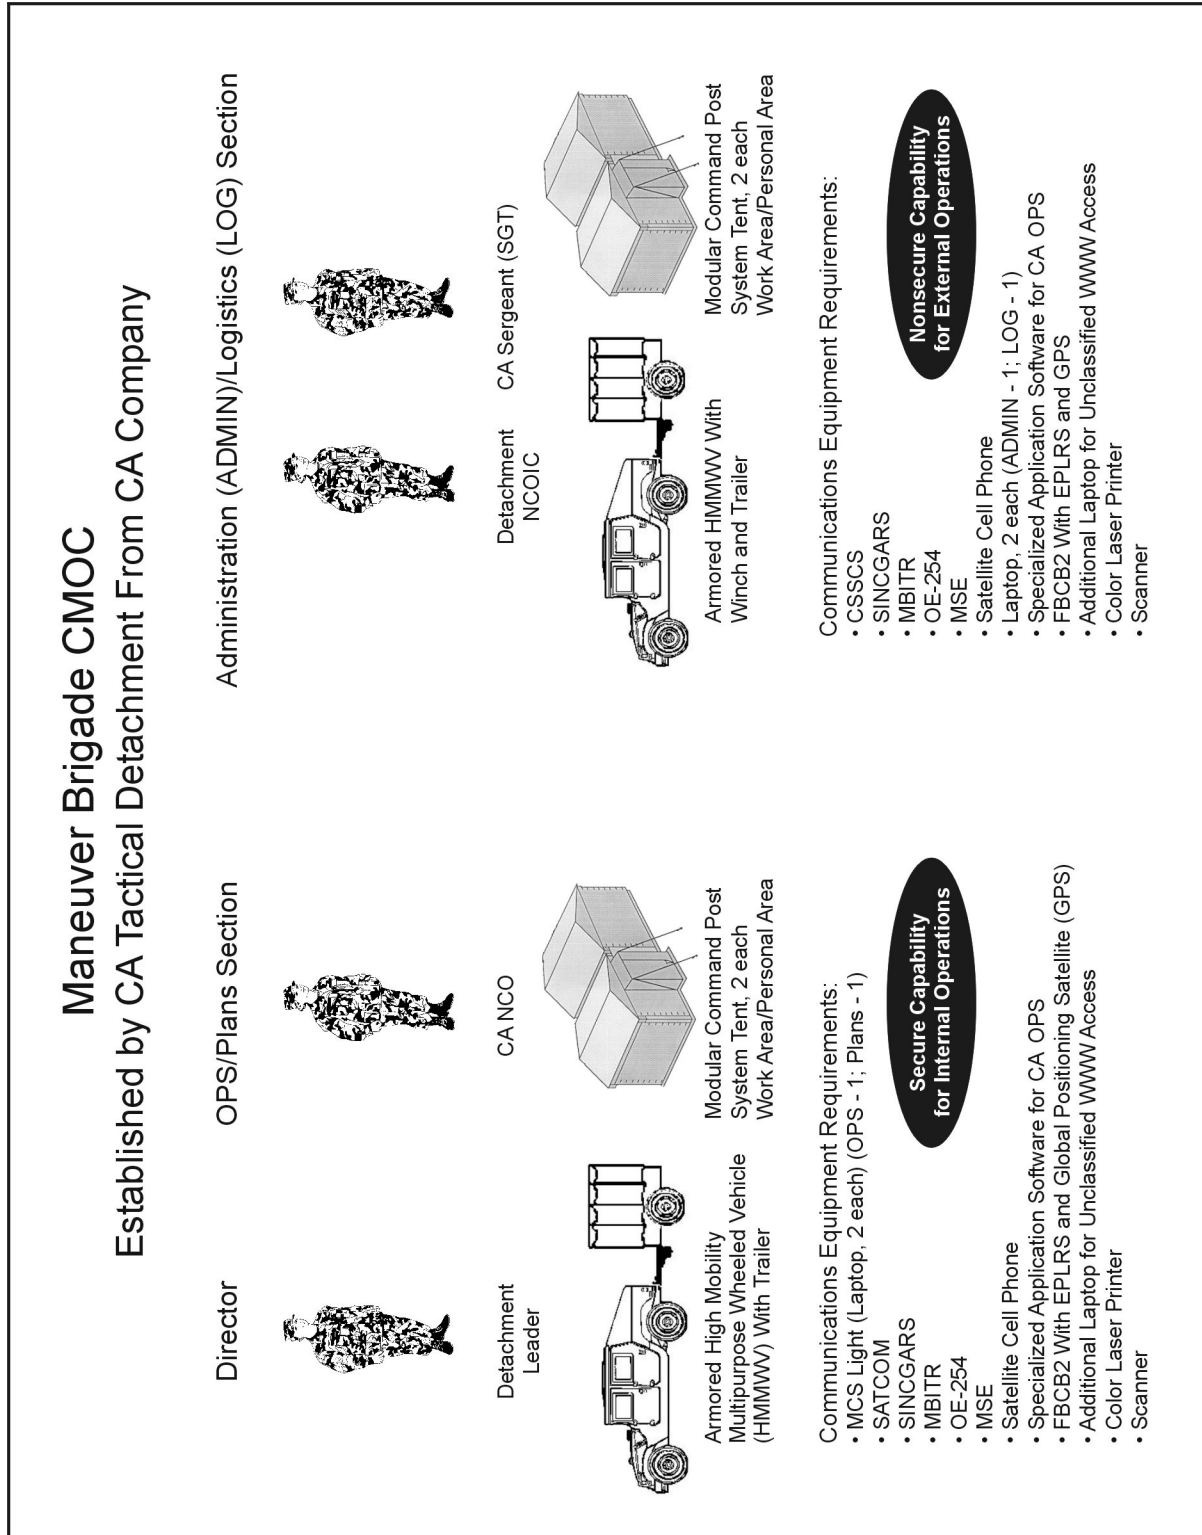 Maneuver Brigade CMOC
Established by CA Tactical Detachment From CA Company
Director
OPS/Plans Section
Administration (ADMIN)/Logistics (LOG) Section
Detachment
Leader
CA NCO
Detachment
NCOIC
CA Sergeant (SGT)
Armored High Mobility
Multipurpose Wheeled Vehicle
(HMMWV) With Trailer
Modular Command Post
System Tent, 2 each
Work Area/Personal Area
Armored HMMWV With
Winch and Trailer
Modular Command Post
System Tent, 2 each
Work Area/Personal Area
Communications Equipment Requirements:
• MCS Light (Laptop, 2 each) (OPS - 1; Plans - 1)
• SATCOM
• SINCGARS
• MBITR
• OE-254
• MSE
• Satellite Cell Phone
• Specialized Application Software for CA OPS
• FBCB2 With EPLRS and Global Positioning Satellite (GPS)
• Additional Laptop for Unclassified WWW Access
• Color Laser Printer
• Scanner
Secure Capability
for Internal Operations
Communications Equipment Requirements:
• CSSCS
• SINCGARS
• MBITR
• OE-254
• MSE
• Satellite Cell Phone
• Laptop, 2 each (ADMIN - 1; LOG - 1)
• Specialized Application Software for CA OPS
• FBCB2 With EPLRS and GPS
• Additional Laptop for Unclassified WWW Access
• Color Laser Printer
• Scanner
Nonsecure Capability
for External Operations